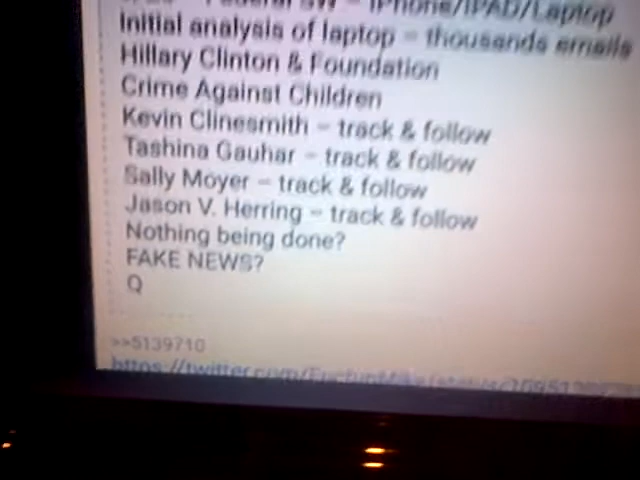 Federal SW – iPhone/iPAD/Laptop
Initial analysis of laptop – thousands emails
Hillary Clinton & Foundation
Crime Against Children
Kevin Clinesmith – track & follow
Tashina Gauhar – track & follow
Sally Moyer – track & follow
Jason V. Herring – track & follow
Nothing being done?
FAKE NEWS?
Q
>>5139710
https://twitter.com/